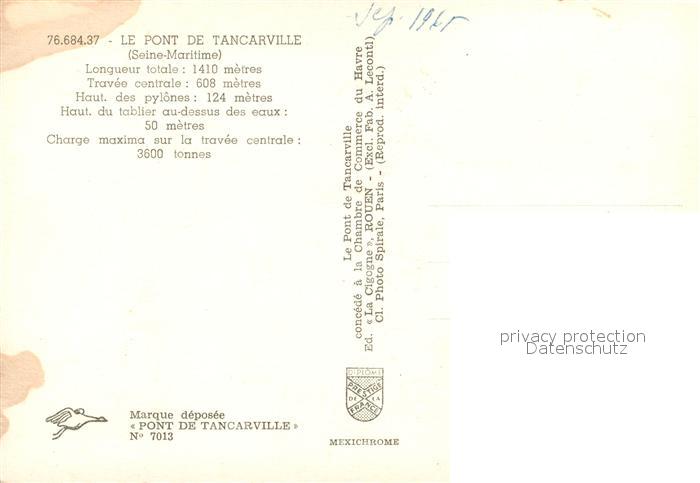 Sep. 1965
76.684.37 - LE PONT DE TANCARVILLE
(Seine-Maritime)
Longueur totale : 1410 mètres
Travée centrale : 608 mètres
Haut. des pylônes : 124 mètres
Haut. du tablier au-dessus des eaux :
50 mètres
Charge maxima sur la travée centrale :
3600 tonnes
Le Pont de Tancarville
concédé à la Chambre de Commerce du Havre
Ed. « La Cigogne », ROUEN - (Excl. Fab. A. Lecontl)
Cl. Photo Spirale, Paris - (Reprod. interd.)
privacy protection
Datenschutz
DIPLOME
PRESTIGE
DE LA
FRANCE
Marque déposée
« PONT DE TANCARVILLE »
No 7013
MEXICHROME